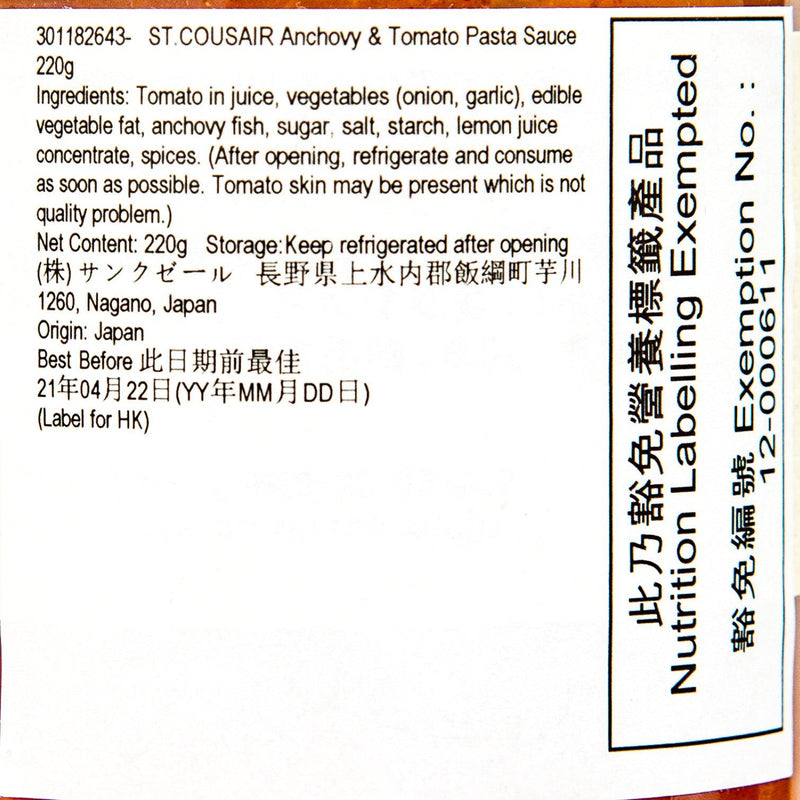 301182643- ST.COUSAIR Anchovy & Tomato Pasta Sauce
220g
Ingredients: Tomato in juice, vegetables (onion, garlic), edible
vegetable fat, anchovy fish, sugar, salt, starch, lemon juice
concentrate, spices. (After opening, refrigerate and consume
as soon as possible. Tomato skin may be present which is not
quality problem.)
Net Content: 220g Storage:Keep refrigerated after opening
(株)サンクゼール 長野県上水内郡飯綱町芋川
1260, Nagano, Japan
Origin: Japan
Best Before 此日期前最佳
21年04月22日(YY年MM月DD日)
(Label for HK)
此乃豁免營養標籤產品
Nutrition Labelling Exempted
豁免編號 Exemption No. :
12-000611